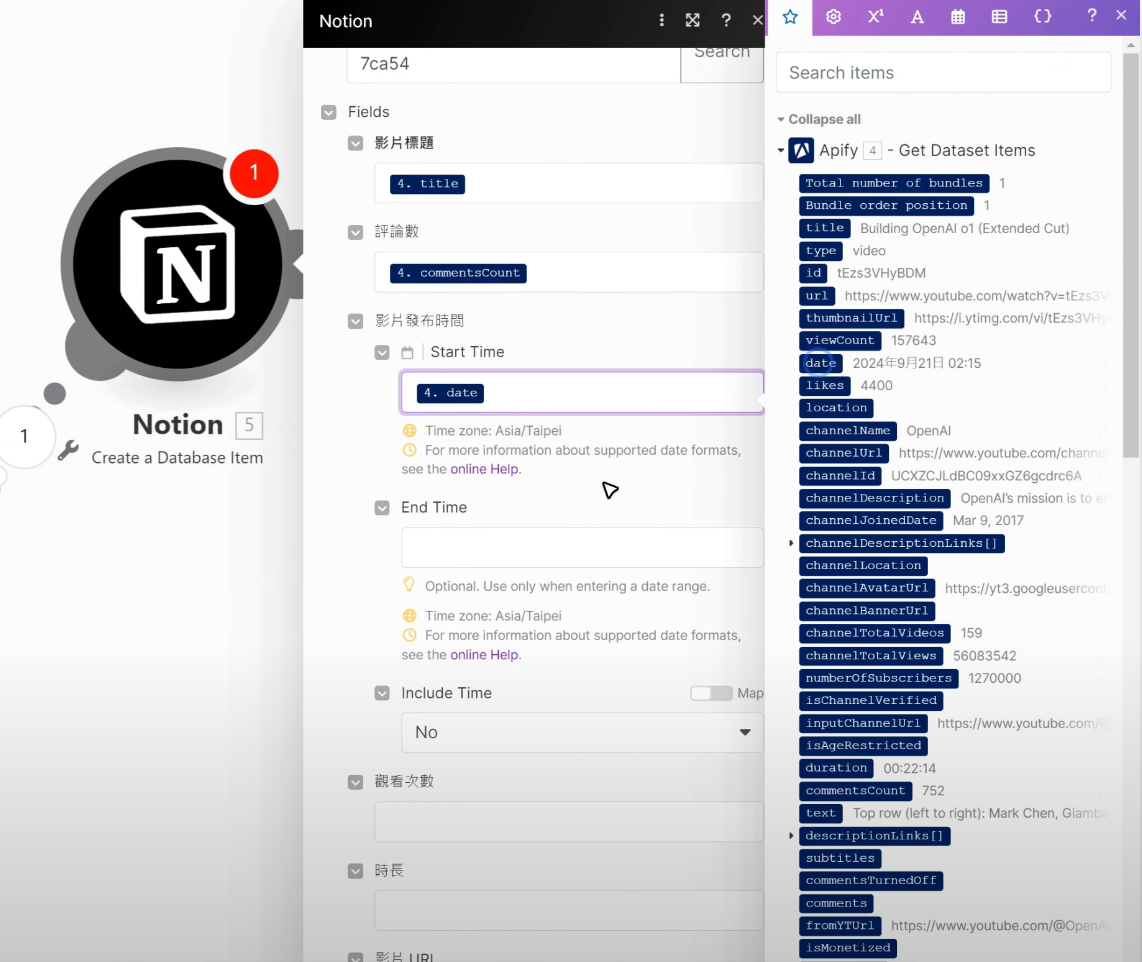 Notion
7ca54
Search
Fields
影片標題
4. title
評論數
4. commentsCount
影片發布時間
Start Time
4. date
Time zone: Asia/Taipei
For more information about supported date formats,
see the online Help.
End Time
Optional. Use only when entering a date range.
Time zone: Asia/Taipei
For more information about supported date formats,
see the online Help.
Include Time
Map
No
觀看次數
時長
影片 URL
1
N
Notion 5
Create a Database Item
1
Search items
Collapse all
Apify 4 - Get Dataset Items
Total number of bundles 1
Bundle order position 1
title Building OpenAI o1 (Extended Cut)
type video
id tEzs3VHyBDM
url https://www.youtube.com/watch?v=tEzs3V
thumbnailUrl https://i.ytimg.com/vi/tEzs3VHy
viewCount 157643
date 2024年9月21日 02:15
likes 4400
location
channelName OpenAI
channelUrl https://www.youtube.com/channe
channelId UCXZCJLdBC09xxGZ6gcdrc6A
channelDescription OpenAI's mission is to en
channelJoinedDate Mar 9, 2017
channelDescriptionLinks[]
channelLocation
channelAvatarUrl https://yt3.googleusercont
channelBannerUrl
channelTotalVideos 159
channelTotalViews 56083542
numberOfSubscribers 1270000
isChannelVerified
inputChannelUrl https://www.youtube.com/@
isAgeRestricted
duration 00:22:14
commentsCount 752
text Top row (left to right): Mark Chen, Giamba
descriptionLinks[]
subtitles
commentsTurnedOff
comments
fromYTUrl https://www.youtube.com/@OpenAI
isMonetized